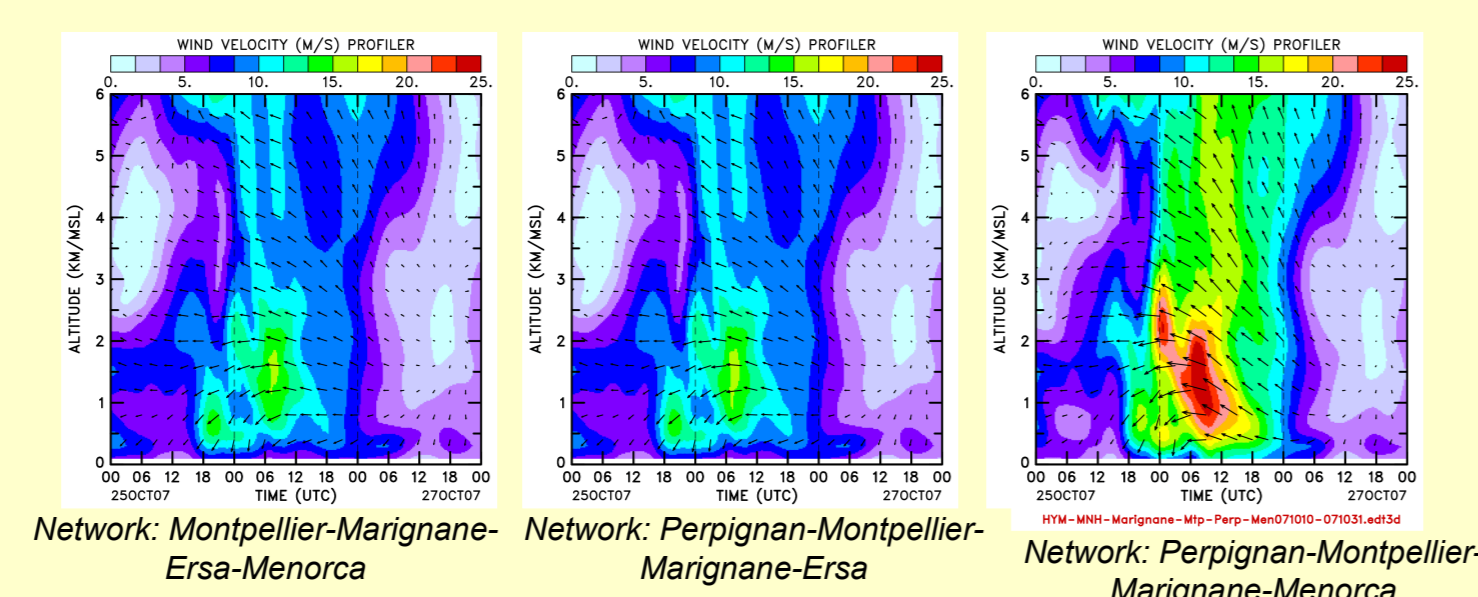 WIND VELOCITY (M/S) PROFILER
0. 5. 10. 15. 20. 25.
6
5
4
3
2
1
0
ALTITUDE (KM/MSL)
00 06 12 18 00 06 12 18 00 06 12 18 00
25OCT07 TIME (UTC) 27OCT07
Network: Montpellier-Marignane-
Ersa-Menorca
WIND VELOCITY (M/S) PROFILER
0. 5. 10. 15. 20. 25.
6
5
4
3
2
1
0
ALTITUDE (KM/MSL)
00 06 12 18 00 06 12 18 00 06 12 18 00
25OCT07 TIME (UTC) 27OCT07
Network: Perpignan-Montpellier-
Marignane-Ersa
WIND VELOCITY (M/S) PROFILER
0. 5. 10. 15. 20. 25.
6
5
4
3
2
1
0
ALTITUDE (KM/MSL)
00 06 12 18 00 06 12 18 00 06 12 18 00
25OCT07 TIME (UTC) 27OCT07
HYM-MNH-Marignane-Mtp-Perp-Men071010-071031.edt3d
Network: Perpignan-Montpellier-
Marignane-Menorca